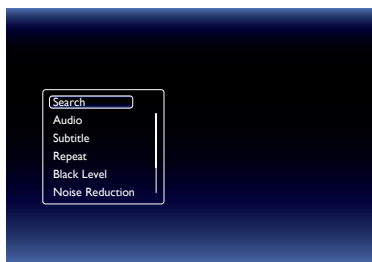 Search
Audio
Subtitle
Repeat
Black Level
Noise Reduction